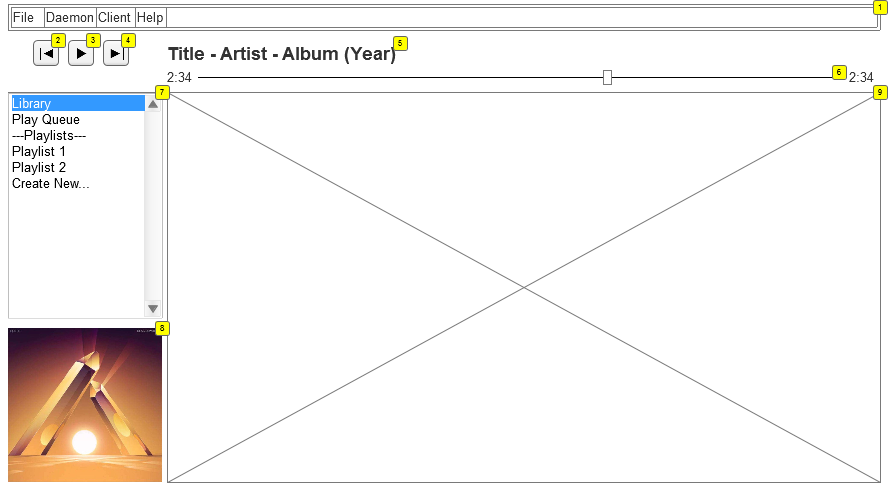 File Daemon Client Help 1
2 3 4
Title - Artist - Album (Year) 5
2:34 6 2:34
7 9
Library
Play Queue
---Playlists---
Playlist 1
Playlist 2
Create New...
8